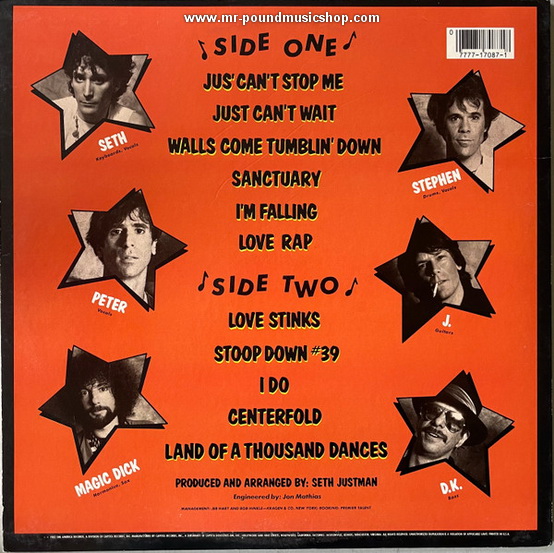 www.mr-poundmusicshop.com
SIDE ONE
JUS' CAN'T STOP ME
JUST CAN'T WAIT
WALLS COME TUMBLIN' DOWN
SANCTUARY
I'M FALLING
LOVE RAP
SIDE TWO
LOVE STINKS
STOOP DOWN #39
I DO
CENTERFOLD
LAND OF A THOUSAND DANCES
PRODUCED AND ARRANGED BY: SETH JUSTMAN
Engineered by: Jon Mathias
0
7777-17087-1
SETH
Keyboards, Vocals
STEPHEN
Drums, Vocals
PETER
Vocals
J.
Guitars
MAGIC DICK
Harmonica, Sax
D.K.
Bass